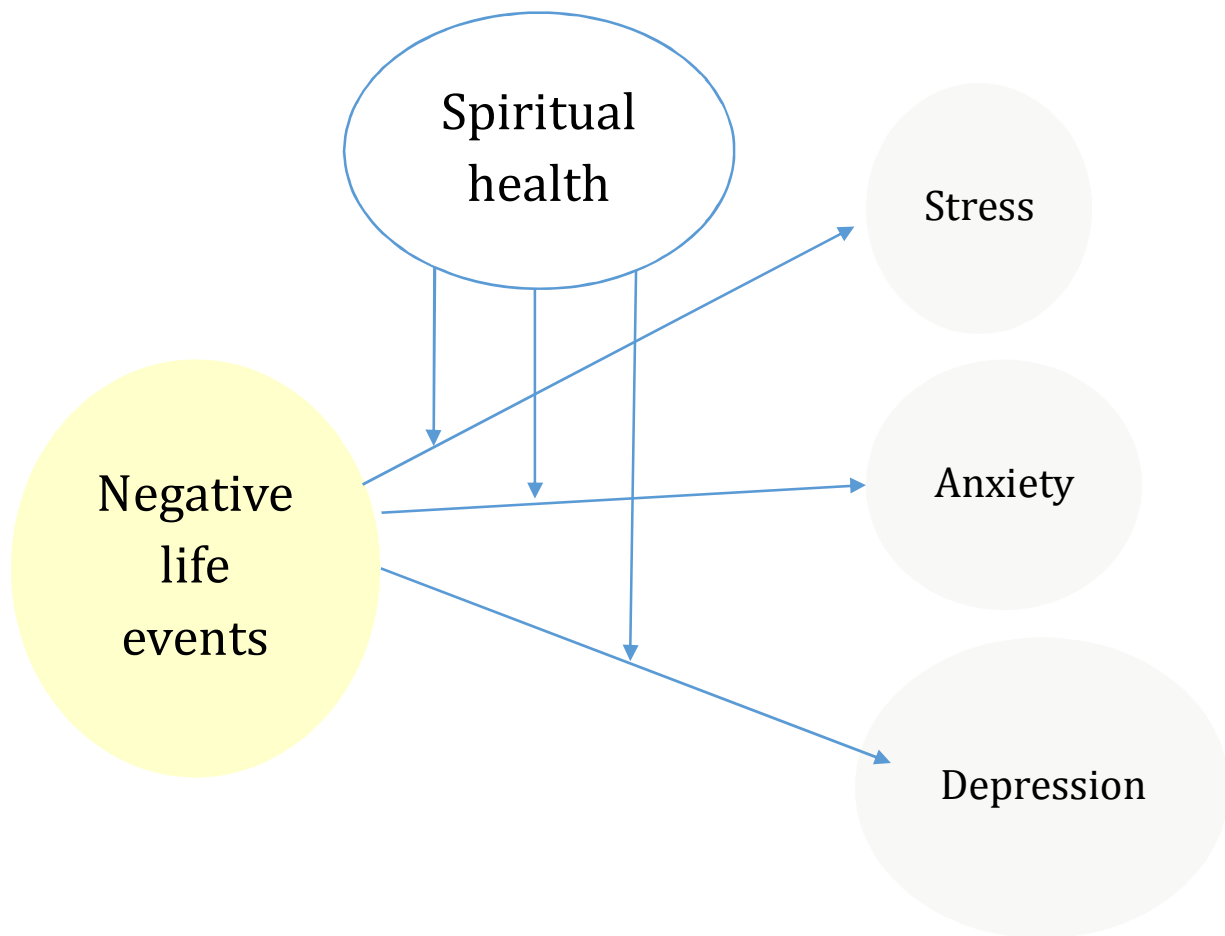 Spiritual
health
Stress
Negative
life
events
Anxiety
Depression